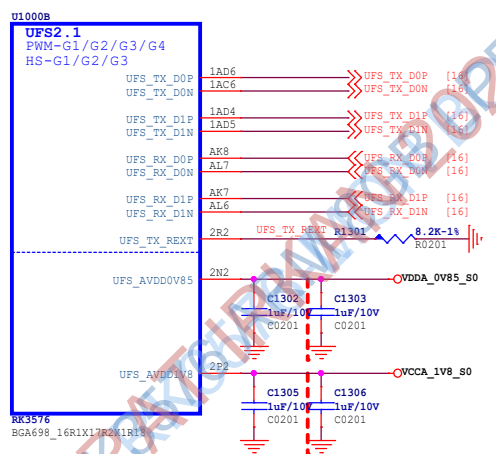 U1000B
UFS2.1
PWM-G1/G2/G3/G4
HS-G1/G2/G3
UFS_TX_D0P 1AD6 UFS_TX_D0P [16]
UFS_TX_D0N 1AC6 UFS_TX_D0N [16]
UFS_TX_D1P 1AD4 UFS_TX_D1P [16]
UFS_TX_D1N 1AD5 UFS_TX_D1N [16]
UFS_RX_D0P AK8 UFS_RX_D0P [16]
UFS_RX_D0N AL7 UFS_RX_D0N [16]
UFS_RX_D1P AK7 UFS_RX_D1P [16]
UFS_RX_D1N AL6 UFS_RX_D1N [16]
UFS_TX_REXT 2R2 UFS_TX_REXT R1301 8.2K-1%
R0201
UFS_AVDD0V85 2N2 VDDA_0V85_S0
C1302 C1303
1uF/10V 1uF/10V
C0201 C0201
UFS_AVDD1V8 2P2 VCCA_1V8_S0
C1305 C1306
1uF/10V 1uF/10V
C0201 C0201
RK3576
BGA698_16R1X17R2X1R18